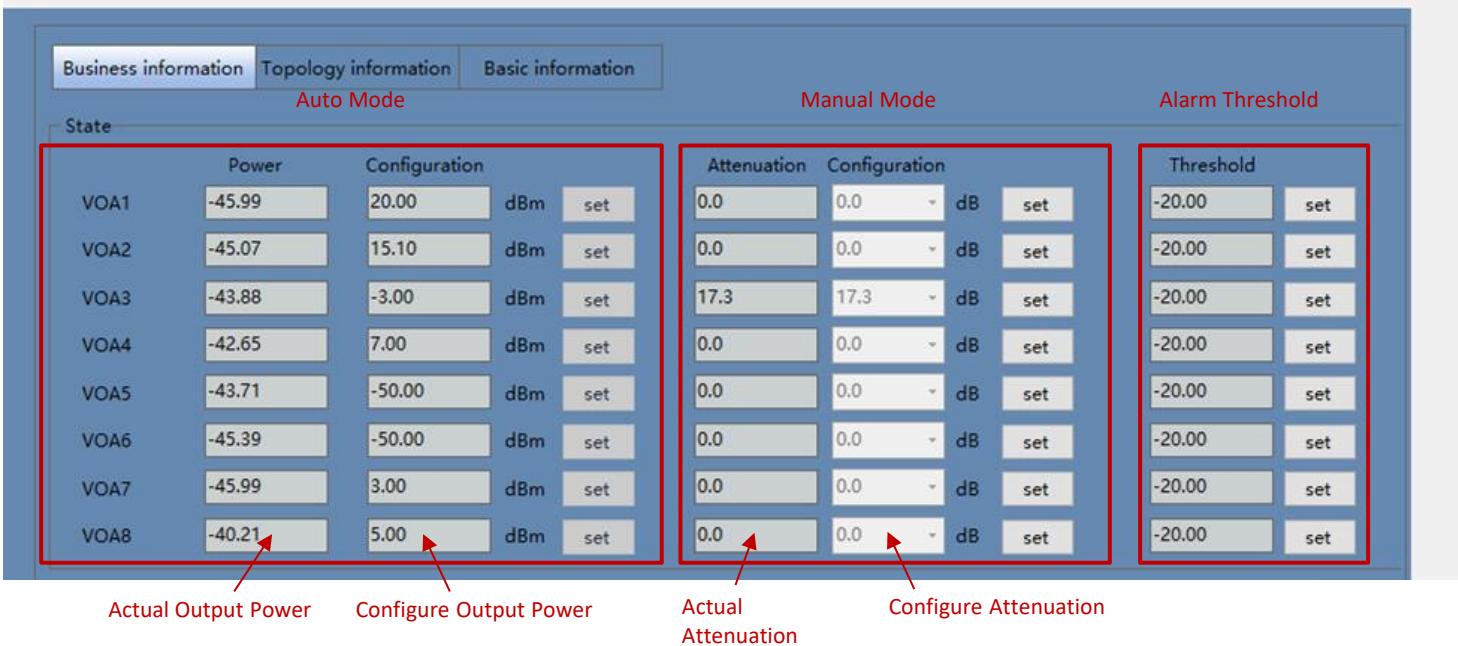 Business information Topology information Basic information
Auto Mode Manual Mode Alarm Threshold
State
Power Configuration Attenuation Configuration Threshold
VOA1 -45.99 20.00 dBm set 0.0 0.0 dB set -20.00 set
VOA2 -45.07 15.10 dBm set 0.0 0.0 dB set -20.00 set
VOA3 -43.88 -3.00 dBm set 17.3 17.3 dB set -20.00 set
VOA4 -42.65 7.00 dBm set 0.0 0.0 dB set -20.00 set
VOA5 -43.71 -50.00 dBm set 0.0 0.0 dB set -20.00 set
VOA6 -45.39 -50.00 dBm set 0.0 0.0 dB set -20.00 set
VOA7 -45.99 3.00 dBm set 0.0 0.0 dB set -20.00 set
VOA8 -40.21 5.00 dBm set 0.0 0.0 dB set -20.00 set
Actual Output Power Configure Output Power Actual Configure Attenuation
Attenuation